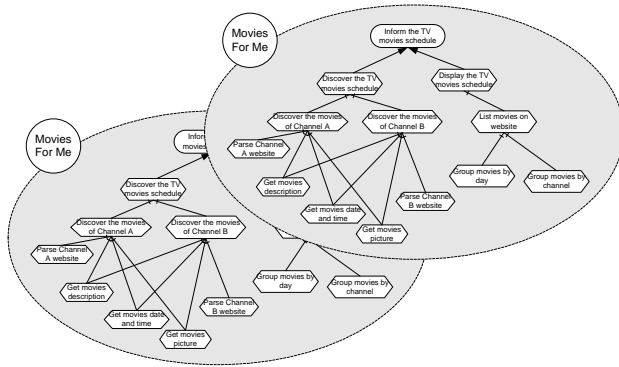 Movies
For Me
Inform the TV
movies schedule
Discover the TV
movies schedule
Display the TV
movies schedule
Discover the movies
of Channel A
Discover the movies
of Channel B
List movies on
website
Parse Channel
A website
Get movies
description
Group movies by
day
Group movies by
channel
Parse Channel
B website
Get movies date
and time
Get movies
picture
Movies
For Me
Infor
movies
Discover the TV
movies schedule
Discover the movies
of Channel A
Discover the movies
of Channel B
Parse Channel
A website
Get movies
description
Group movies by
day
Group movies by
channel
Parse Channel
B website
Get movies date
and time
Get movies
picture